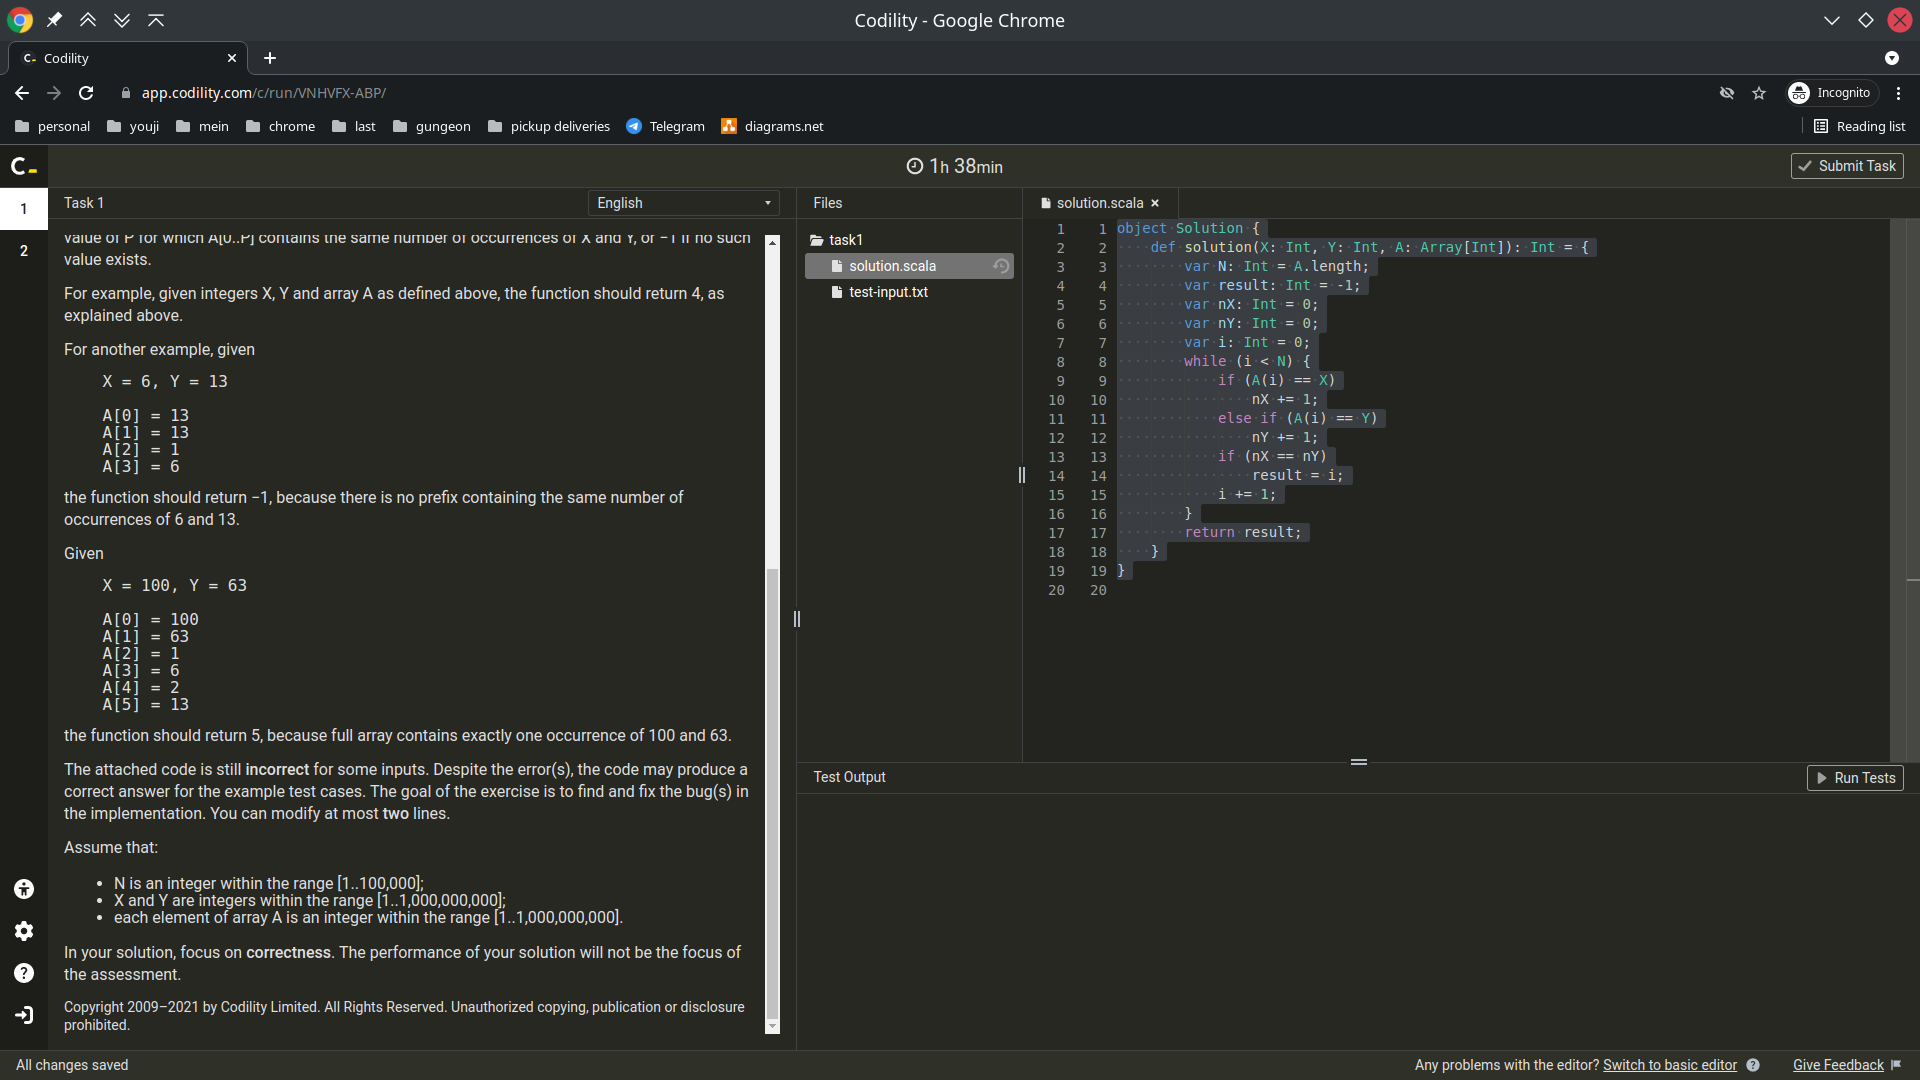 Codility - Google Chrome
C_ Codility
app.codility.com/c/run/VNHVFX-ABP/
Incognito
personal youji mein chrome last gungeon pickup deliveries Telegram diagrams.net Reading list
C_ 1h 38min Submit Task
1
2
Task 1 English
value of P for which A[0..P] contains the same number of occurrences of X and Y, or −1 if no such
value exists.
For example, given integers X, Y and array A as defined above, the function should return 4, as
explained above.
For another example, given
X = 6, Y = 13
A[0] = 13
A[1] = 13
A[2] = 1
A[3] = 6
the function should return −1, because there is no prefix containing the same number of
occurrences of 6 and 13.
Given
X = 100, Y = 63
A[0] = 100
A[1] = 63
A[2] = 1
A[3] = 6
A[4] = 2
A[5] = 13
the function should return 5, because full array contains exactly one occurrence of 100 and 63.
The attached code is still incorrect for some inputs. Despite the error(s), the code may produce a
correct answer for the example test cases. The goal of the exercise is to find and fix the bug(s) in
the implementation. You can modify at most two lines.
Assume that:
• N is an integer within the range [1..100,000];
• X and Y are integers within the range [1..1,000,000,000];
• each element of array A is an integer within the range [1..1,000,000,000].
In your solution, focus on correctness. The performance of your solution will not be the focus of
the assessment.
Copyright 2009–2021 by Codility Limited. All Rights Reserved. Unauthorized copying, publication or disclosure
prohibited.
Files
task1
solution.scala
test-input.txt
solution.scala
1 1 object Solution {
2 2     def solution(X: Int, Y: Int, A: Array[Int]): Int = {
3 3         var N: Int = A.length;
4 4         var result: Int = -1;
5 5         var nX: Int = 0;
6 6         var nY: Int = 0;
7 7         var i: Int = 0;
8 8         while (i < N) {
9 9             if (A(i) == X)
10 10                 nX += 1;
11 11             else if (A(i) == Y)
12 12                 nY += 1;
13 13             if (nX == nY)
14 14                 result = i;
15 15             i += 1;
16 16         }
17 17         return result;
18 18     }
19 19 }
20 20
Test Output Run Tests
All changes saved
Any problems with the editor? Switch to basic editor ? Give Feedback